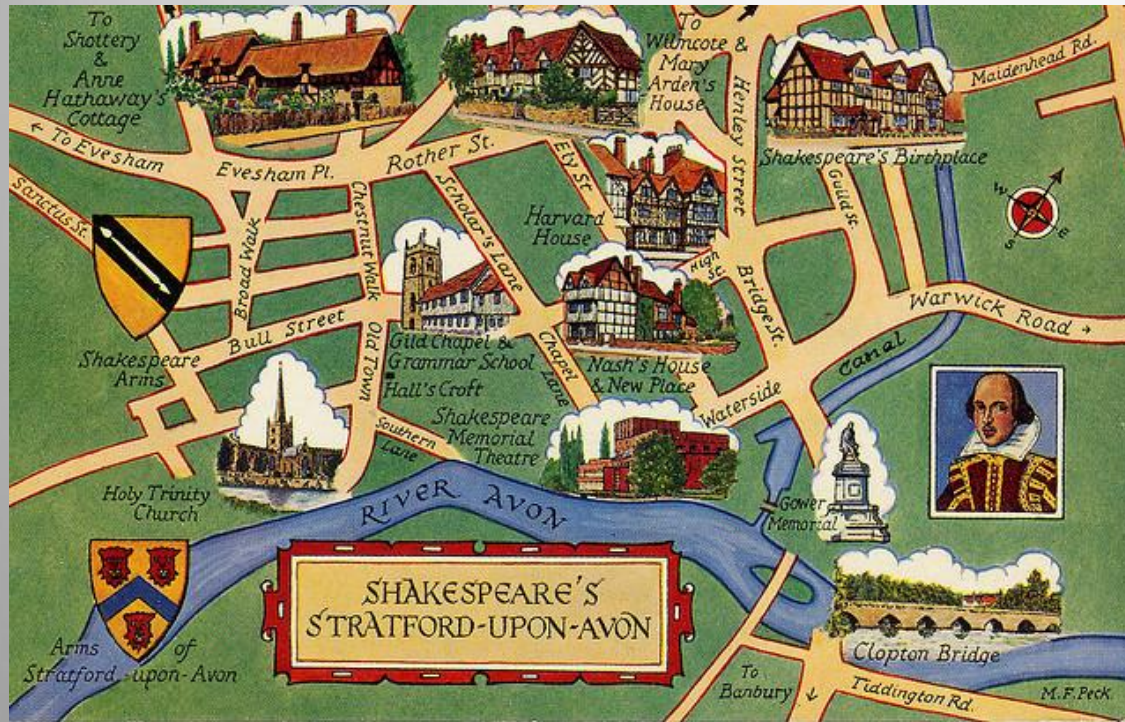 To
Shottery
&
Anne
Hathaway's
Cottage
To
Wilmcote &
Mary
Arden's
House
Maidenhead Rd.
Henley Street
Shakespeare's Birthplace
← To Evesham
Evesham Pl.
Rother St.
Ely St
Guild St.
Sanctus St.
Scholar's Lane
Chestnut Walk
Harvard
House
W
S
E
Broad Walk
High
St.
Bridge St.
Warwick Road →
Bull Street
Old Town
Gild Chapel &
Grammar School
Hall's Croft
Chapel
Lane
Nash's House
& New Place
Canal
Shakespeare
Arms
Waterside
Shakespeare
Memorial
Theatre
Southern
Lane
Holy Trinity
Church
RIVER AVON
Gower
Memorial
SHAKESPEARE'S
STRATFORD-UPON-AVON
Arms of
Stratford-upon-Avon
Clopton Bridge
To
Banbury
Tiddington Rd.
M.F.Peck.